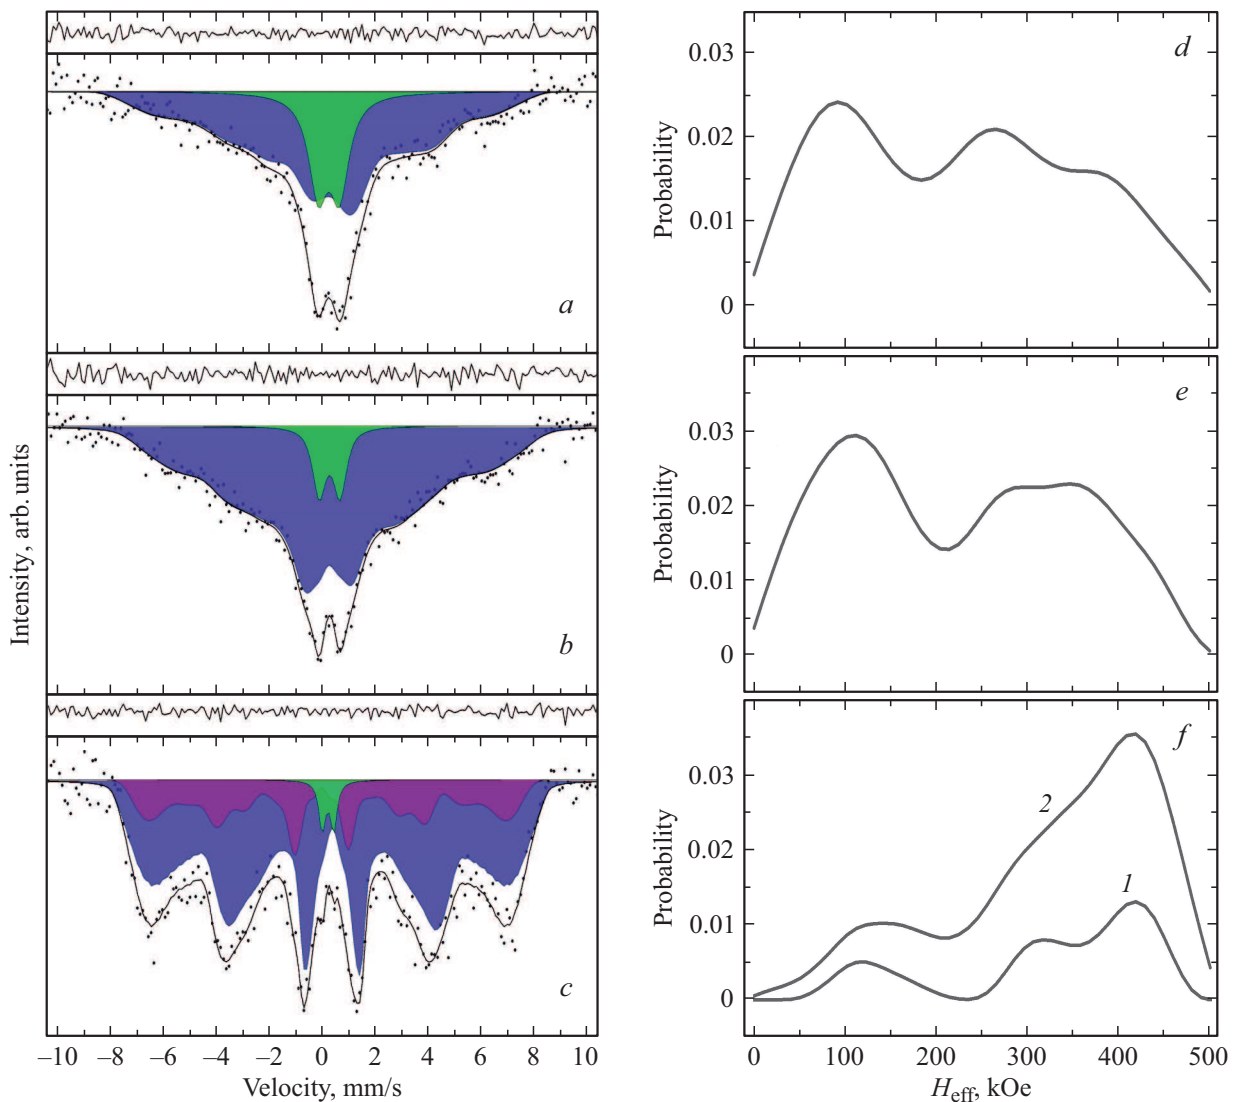 a
b
c
Intensity, arb. units
−10 −8 −6 −4 −2 0 2 4 6 8 10
Velocity, mm/s
d
0.03
0.02
0.01
0
Probability
e
0.03
0.02
0.01
0
Probability
f
0.03
0.02
0.01
0
Probability
2
1
0 100 200 300 400 500
Heff, kOe